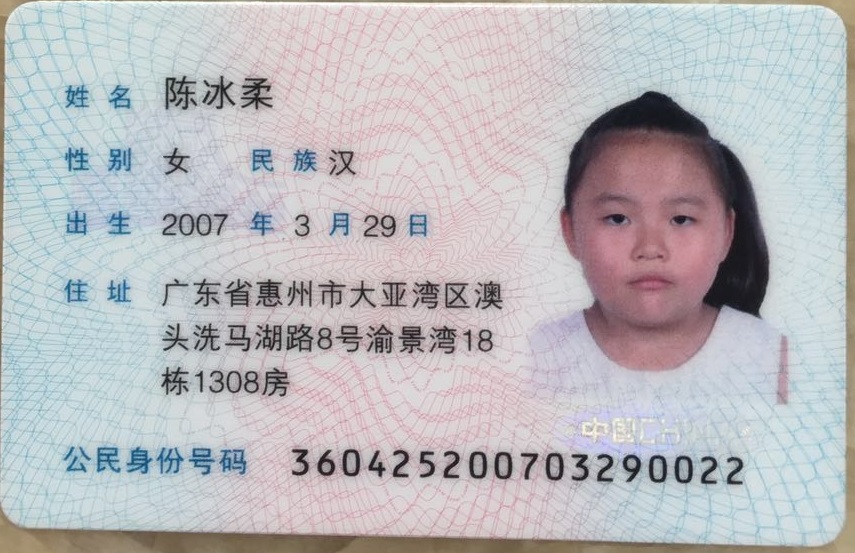 姓名 陈冰柔
性别 女 民族 汉
出生 2007 年 3 月 29 日
住址 广东省惠州市大亚湾区澳
头洗马湖路8号渝景湾18
栋1308房
中国
公民身份号码 360425200703290022